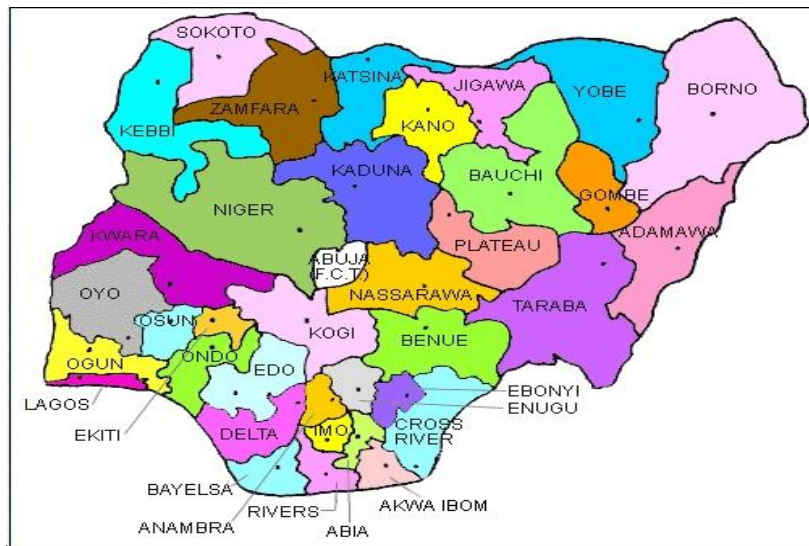 SOKOTO
KATSINA
JIGAWA
YOBE
BORNO
ZAMFARA
KANO
KEBBI
KADUNA
BAUCHI
GOMBE
NIGER
ADAMAWA
KWARA
PLATEAU
ABUJA
(F.C.T.)
NASSARAWA
TARABA
OYO
OSUN
KOGI
BENUE
ONDO
OGUN
EDO
EBONYI
LAGOS
ENUGU
EKITI
DELTA
IMO
CROSS
RIVER
BAYELSA
RIVERS
AKWA IBOM
ANAMBRA
ABIA